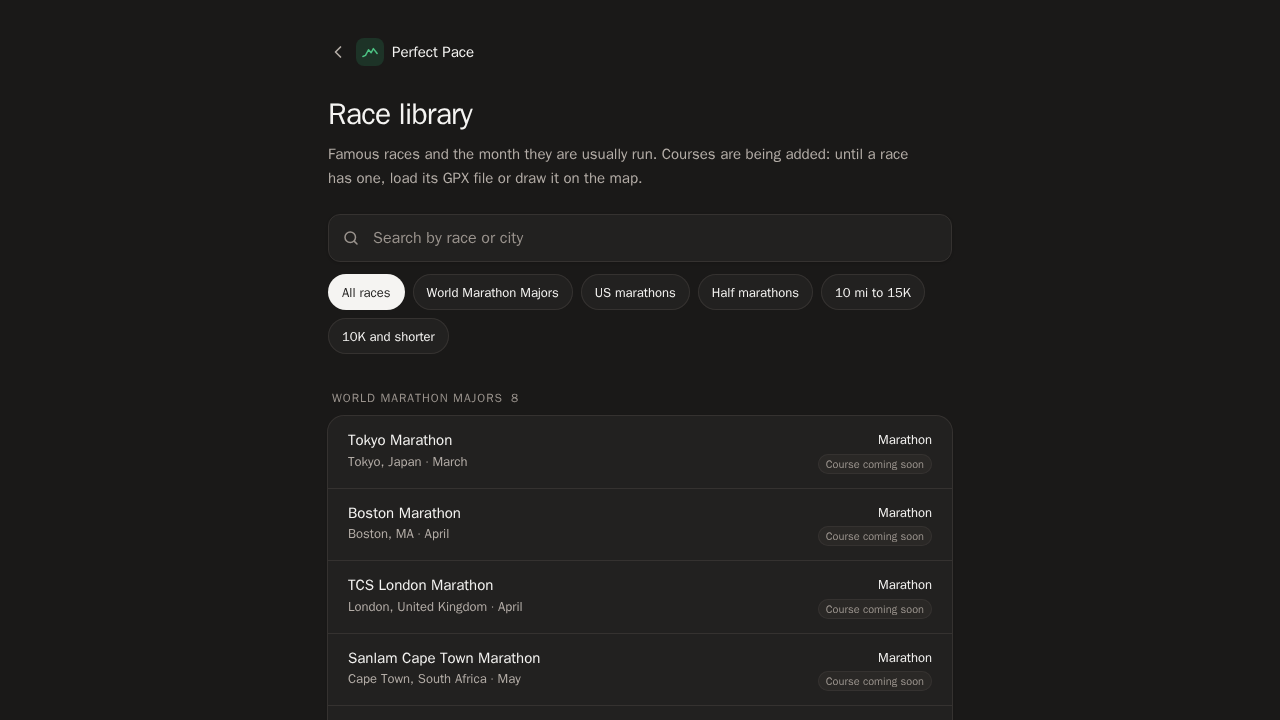 Perfect Pace
Race library
Famous races and the month they are usually run. Courses are being added: until a race
has one, load its GPX file or draw it on the map.
Search by race or city
All races
World Marathon Majors
US marathons
Half marathons
10 mi to 15K
10K and shorter
WORLD MARATHON MAJORS 8
Tokyo Marathon
Marathon
Tokyo, Japan · March
Course coming soon
Boston Marathon
Marathon
Boston, MA · April
Course coming soon
TCS London Marathon
Marathon
London, United Kingdom · April
Course coming soon
Sanlam Cape Town Marathon
Marathon
Cape Town, South Africa · May
Course coming soon